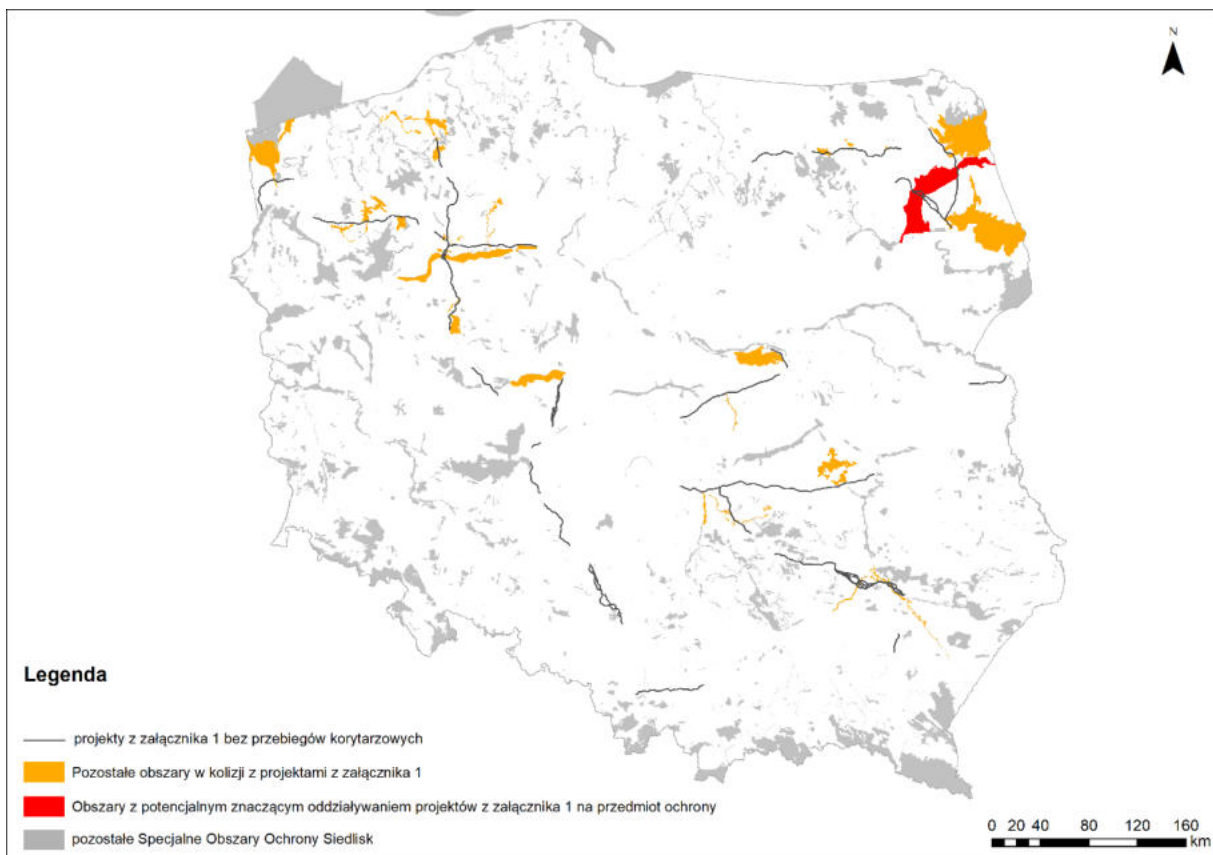 N
Legenda
projekty z załącznika 1 bez przebiegów korytarzowych
Pozostałe obszary w kolizji z projektami z załącznika 1
Obszary z potencjalnym znaczącym oddziaływaniem projektów z załącznika 1 na przedmiot ochrony
pozostałe Specjalne Obszary Ochrony Siedlisk
0 20 40 80 120 160
km